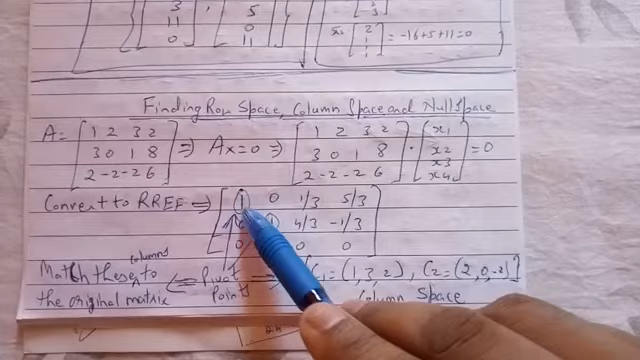 3
11
0
5
0
11
[2 1 1] = -16+5+11=0
Finding Row Space, Column Space and Null Space
A= [1 2 3 2 ⇒ Ax=0 ⇒ [1 2 3 2 · [x1
3 0 1 8 3 0 1 8 x2 =0
2 -2 -2 6] 2 -2 -2 6] x3
x4]
Convert to RREF ⇒ [1 0 1/3 5/3
1 4/3 -1/3
0 0 0]
Match these columns to
the original matrix
⇐ Pivot Points ⇒ C1=(1,3,2), C2=(2,0,-2)]
Column Space